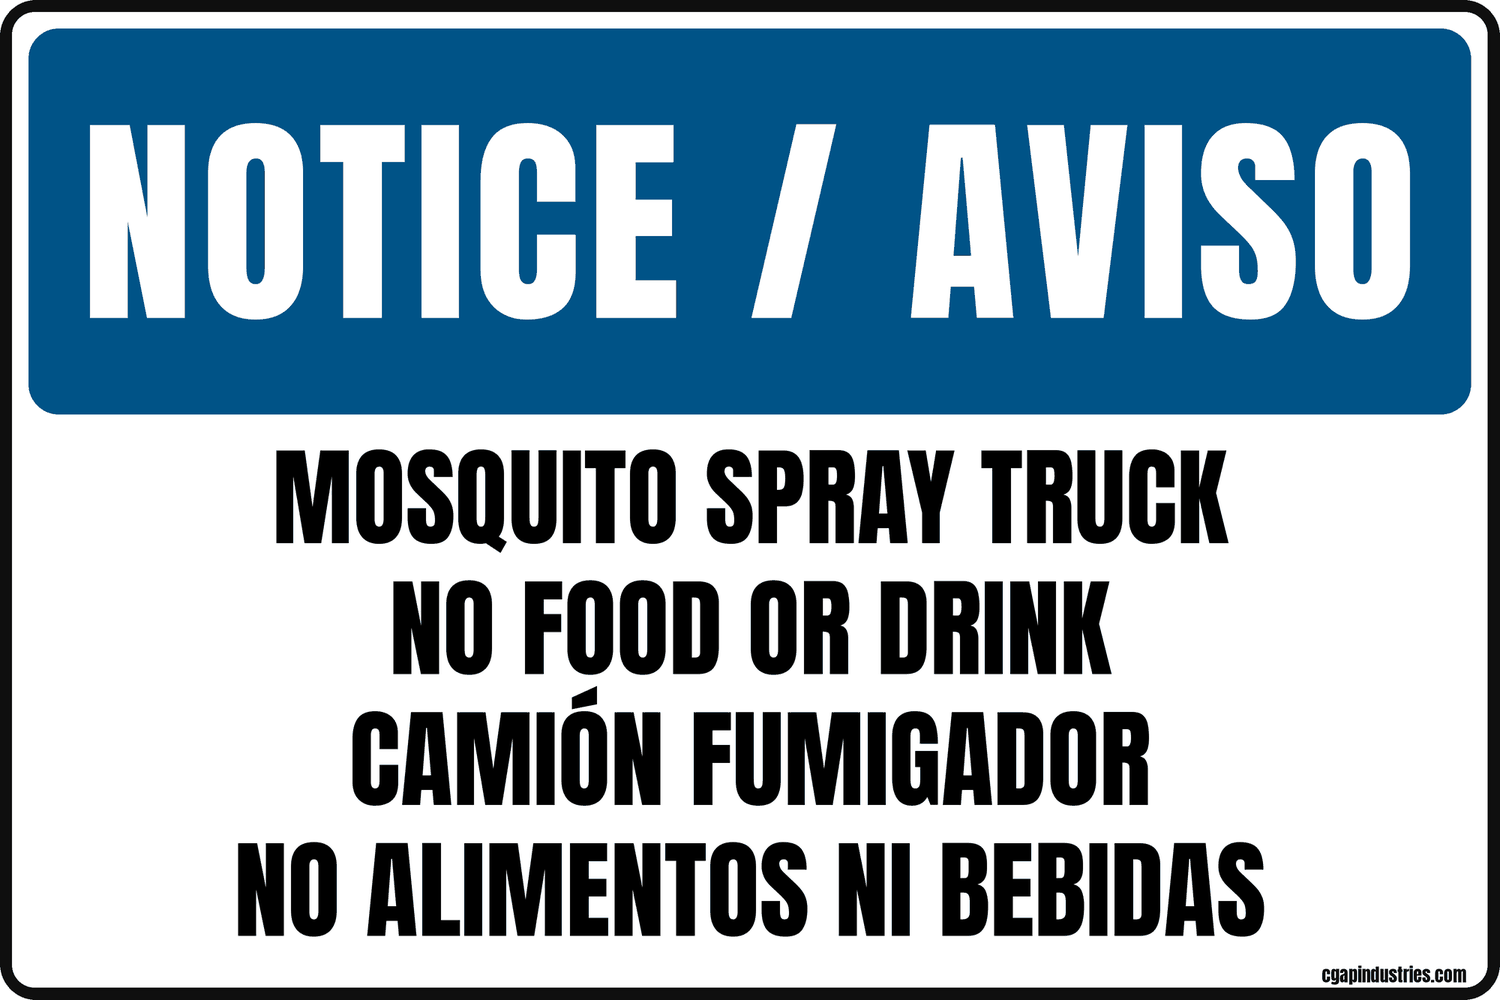 NOTICE / AVISO
MOSQUITO SPRAY TRUCK
NO FOOD OR DRINK
CAMIÓN FUMIGADOR
NO ALIMENTOS NI BEBIDAS
cgapindustries.com